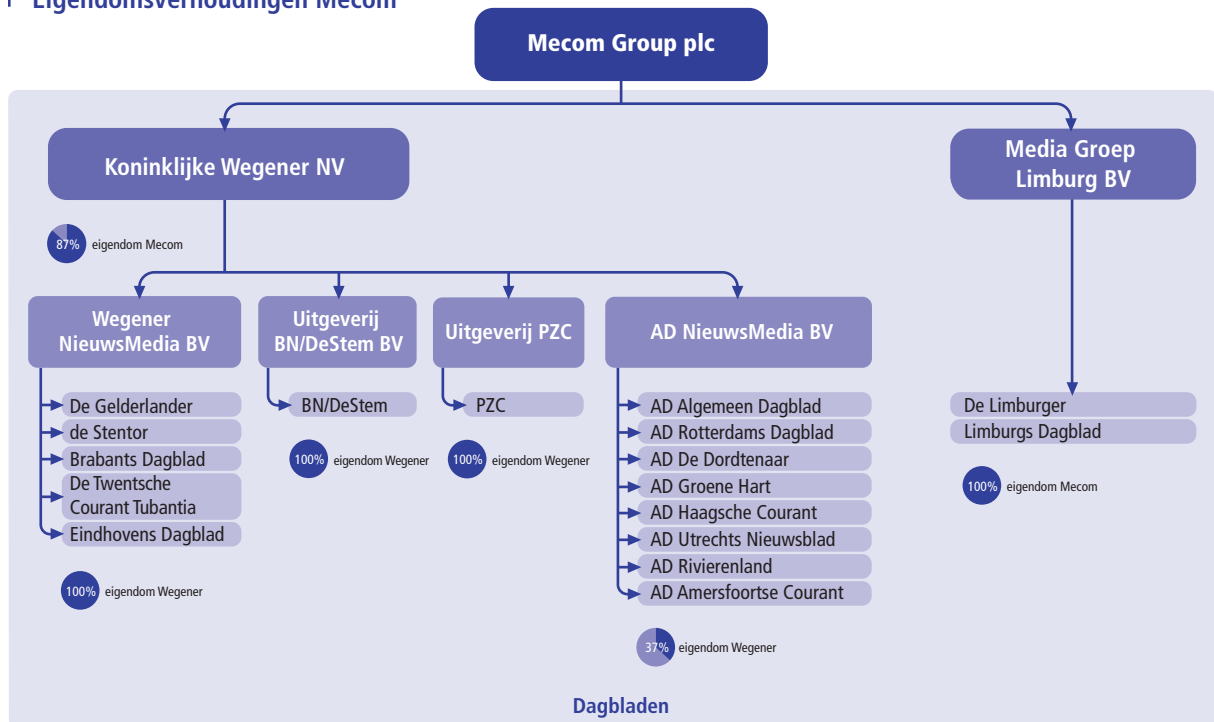 Eigendomsverhoudingen Mecom
Mecom Group plc
Koninklijke Wegener NV
Media Groep
Limburg BV
87% eigendom Mecom
Wegener
NieuwsMedia BV
Uitgeverij
BN/DeStem BV
Uitgeverij PZC
AD NieuwsMedia BV
De Gelderlander
de Stentor
Brabants Dagblad
De Twentsche
Courant Tubantia
Eindhovens Dagblad
100% eigendom Wegener
BN/DeStem
100% eigendom Wegener
PZC
100% eigendom Wegener
AD Algemeen Dagblad
AD Rotterdams Dagblad
AD De Dordtenaar
AD Groene Hart
AD Haagsche Courant
AD Utrechts Nieuwsblad
AD Rivierenland
AD Amersfoortse Courant
37% eigendom Wegener
De Limburger
Limburgs Dagblad
100% eigendom Mecom
Dagbladen